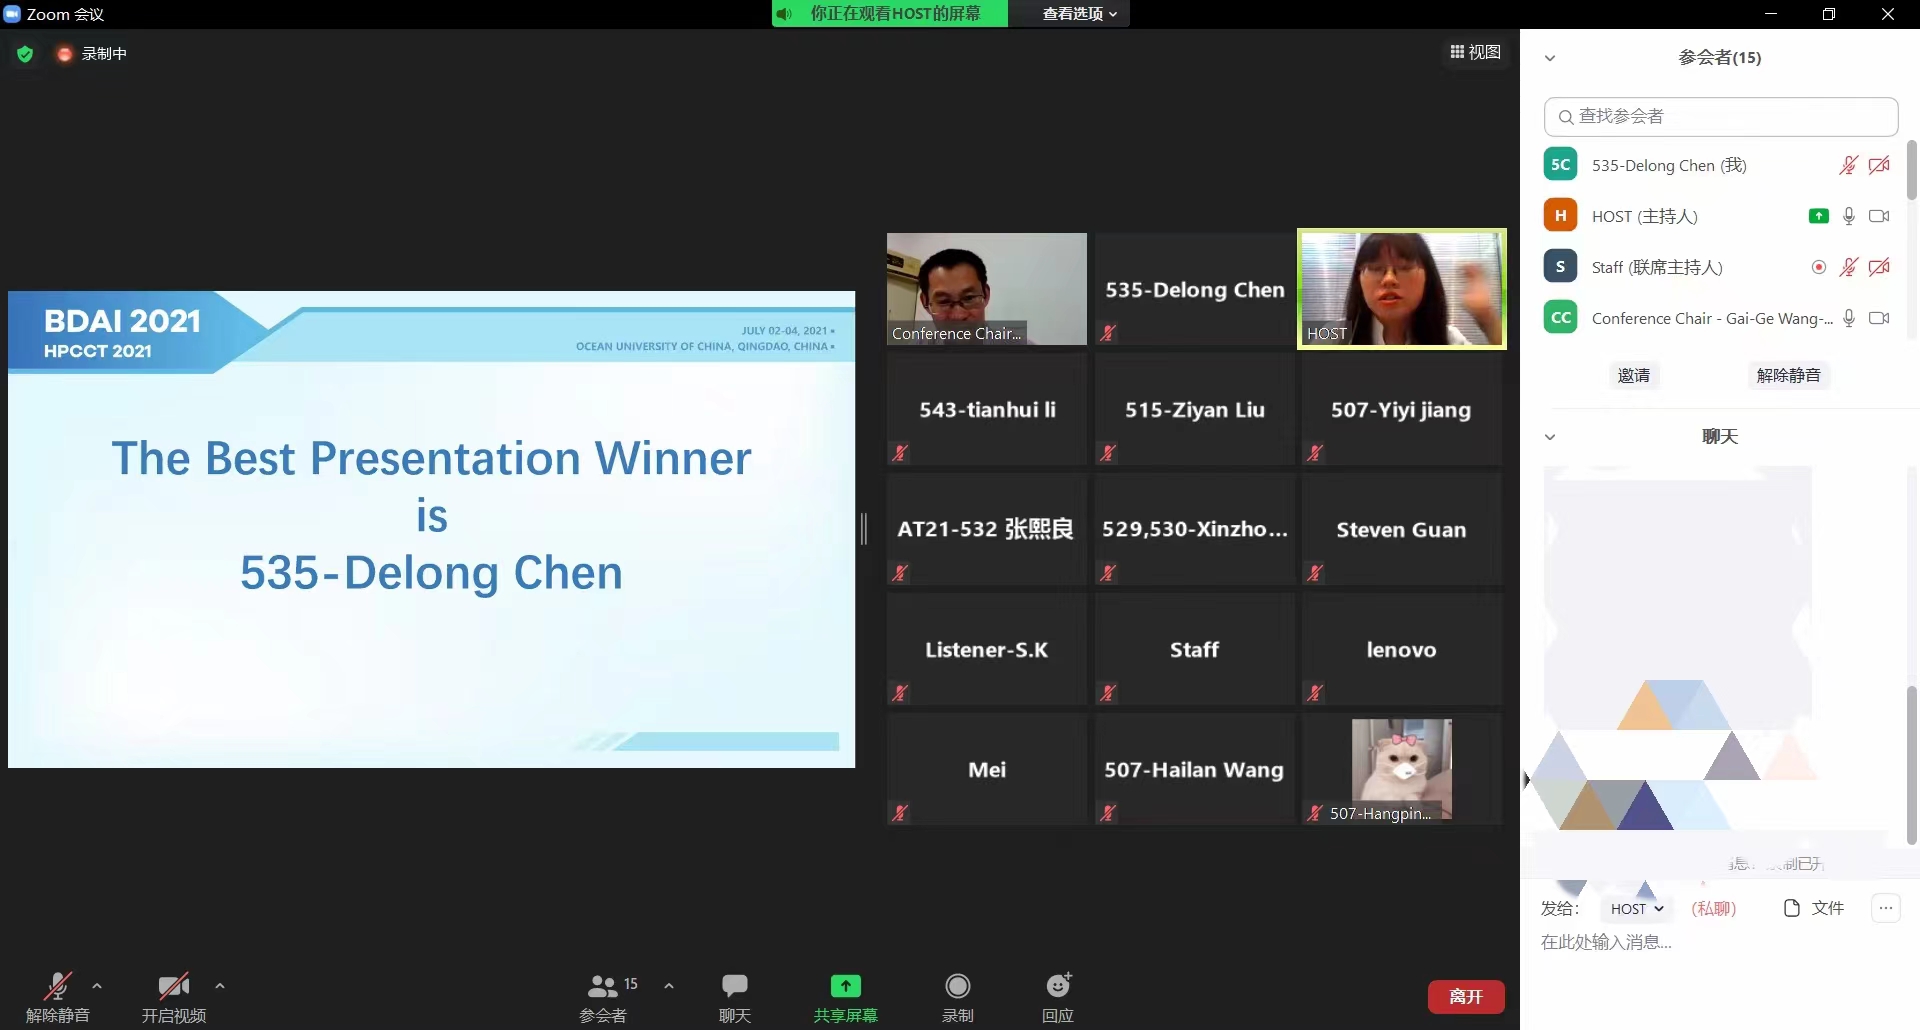 Zoom 会议
你正在观看HOST的屏幕
查看选项
录制中
视图
BDAI 2021
HPCCT 2021
JULY 02-04, 2021
OCEAN UNIVERSITY OF CHINA, QINGDAO, CHINA
The Best Presentation Winner
is
535-Delong Chen
Conference Chair...
535-Delong Chen
HOST
543-tianhui li
515-Ziyan Liu
507-Yiyi jiang
AT21-532 张熙良
529,530-Xinzho...
Steven Guan
Listener-S.K
Staff
lenovo
Mei
507-Hailan Wang
507-Hangpin...
参会者(15)
查找参会者
5C
535-Delong Chen (我)
H
HOST (主持人)
S
Staff (联席主持人)
CC
Conference Chair - Gai-Ge Wang-...
邀请
解除静音
聊天
发给:
HOST
(私聊)
文件
...
在此处输入消息...
解除静音
开启视频
15
参会者
聊天
共享屏幕
录制
回应
离开